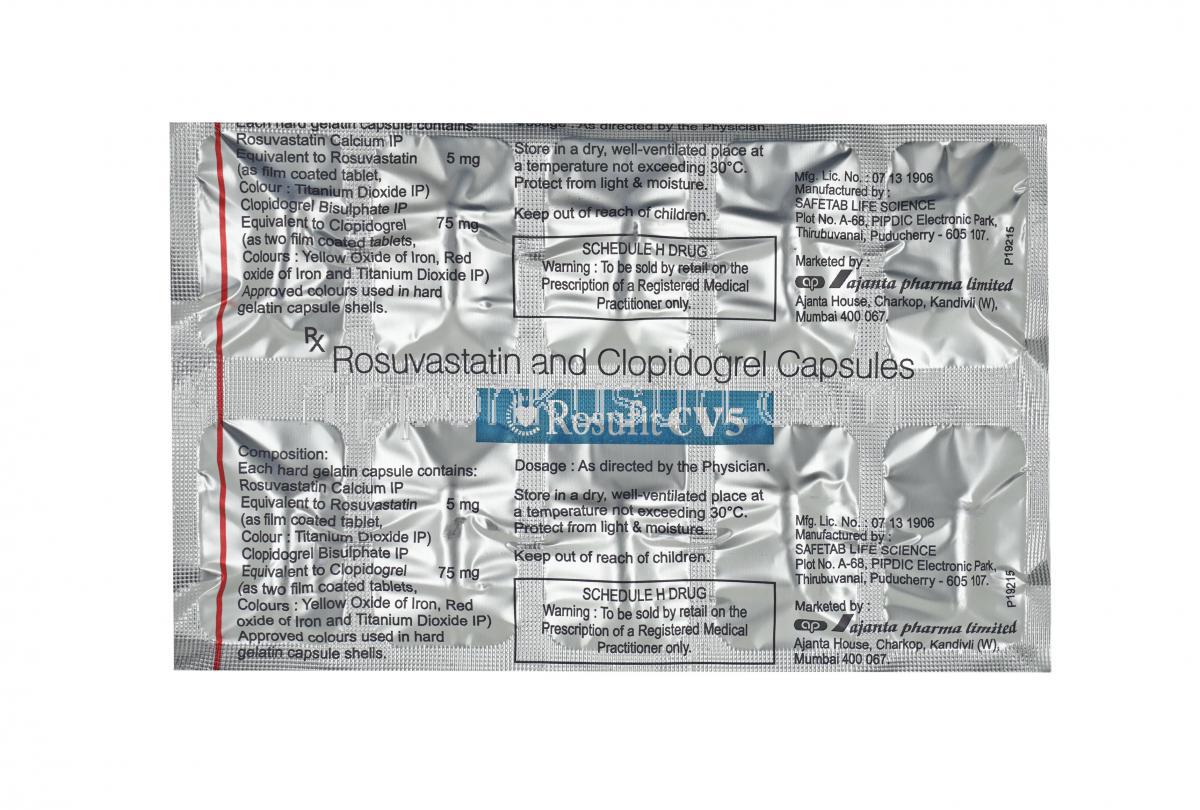 Each hard gelatin capsule contains:
Rosuvastatin Calcium IP
Equivalent to Rosuvastatin 5 mg
(as film coated tablet,
Colour : Titanium Dioxide IP)
Clopidogrel Bisulphate IP
Equivalent to Clopidogrel 75 mg
(as two film coated tablets,
Colours : Yellow Oxide of Iron, Red
oxide of Iron and Titanium Dioxide IP)
Approved colours used in hard
gelatin capsule shells.
Dosage : As directed by the Physician.
Store in a dry, well-ventilated place at
a temperature not exceeding 30°C.
Protect from light & moisture.
Keep out of reach of children.
SCHEDULE H DRUG
Warning : To be sold by retail on the
Prescription of a Registered Medical
Practitioner only.
Mfg. Lic. No. : 07 13 1906
Manufactured by :
SAFETAB LIFE SCIENCE
Plot No. A-68, PIPDIC Electronic Park,
Thirubuvanai, Puducherry - 605 107.
Marketed by :
ap ajanta pharma limited
Ajanta House, Charkop, Kandivli (W),
Mumbai 400 067.
P19215
Rx Rosuvastatin and Clopidogrel Capsules
Rosufit-CV5
Composition:
Each hard gelatin capsule contains:
Rosuvastatin Calcium IP
Equivalent to Rosuvastatin 5 mg
(as film coated tablet,
Colour : Titanium Dioxide IP)
Clopidogrel Bisulphate IP
Equivalent to Clopidogrel 75 mg
(as two film coated tablets,
Colours : Yellow Oxide of Iron, Red
oxide of Iron and Titanium Dioxide IP)
Approved colours used in hard
gelatin capsule shells.
Dosage : As directed by the Physician.
Store in a dry, well-ventilated place at
a temperature not exceeding 30°C.
Protect from light & moisture.
Keep out of reach of children.
SCHEDULE H DRUG
Warning : To be sold by retail on the
Prescription of a Registered Medical
Practitioner only.
Mfg. Lic. No. : 07 13 1906
Manufactured by :
SAFETAB LIFE SCIENCE
Plot No. A-68, PIPDIC Electronic Park,
Thirubuvanai, Puducherry - 605 107.
Marketed by :
ap ajanta pharma limited
Ajanta House, Charkop, Kandivli (W),
Mumbai 400 067.
P19215